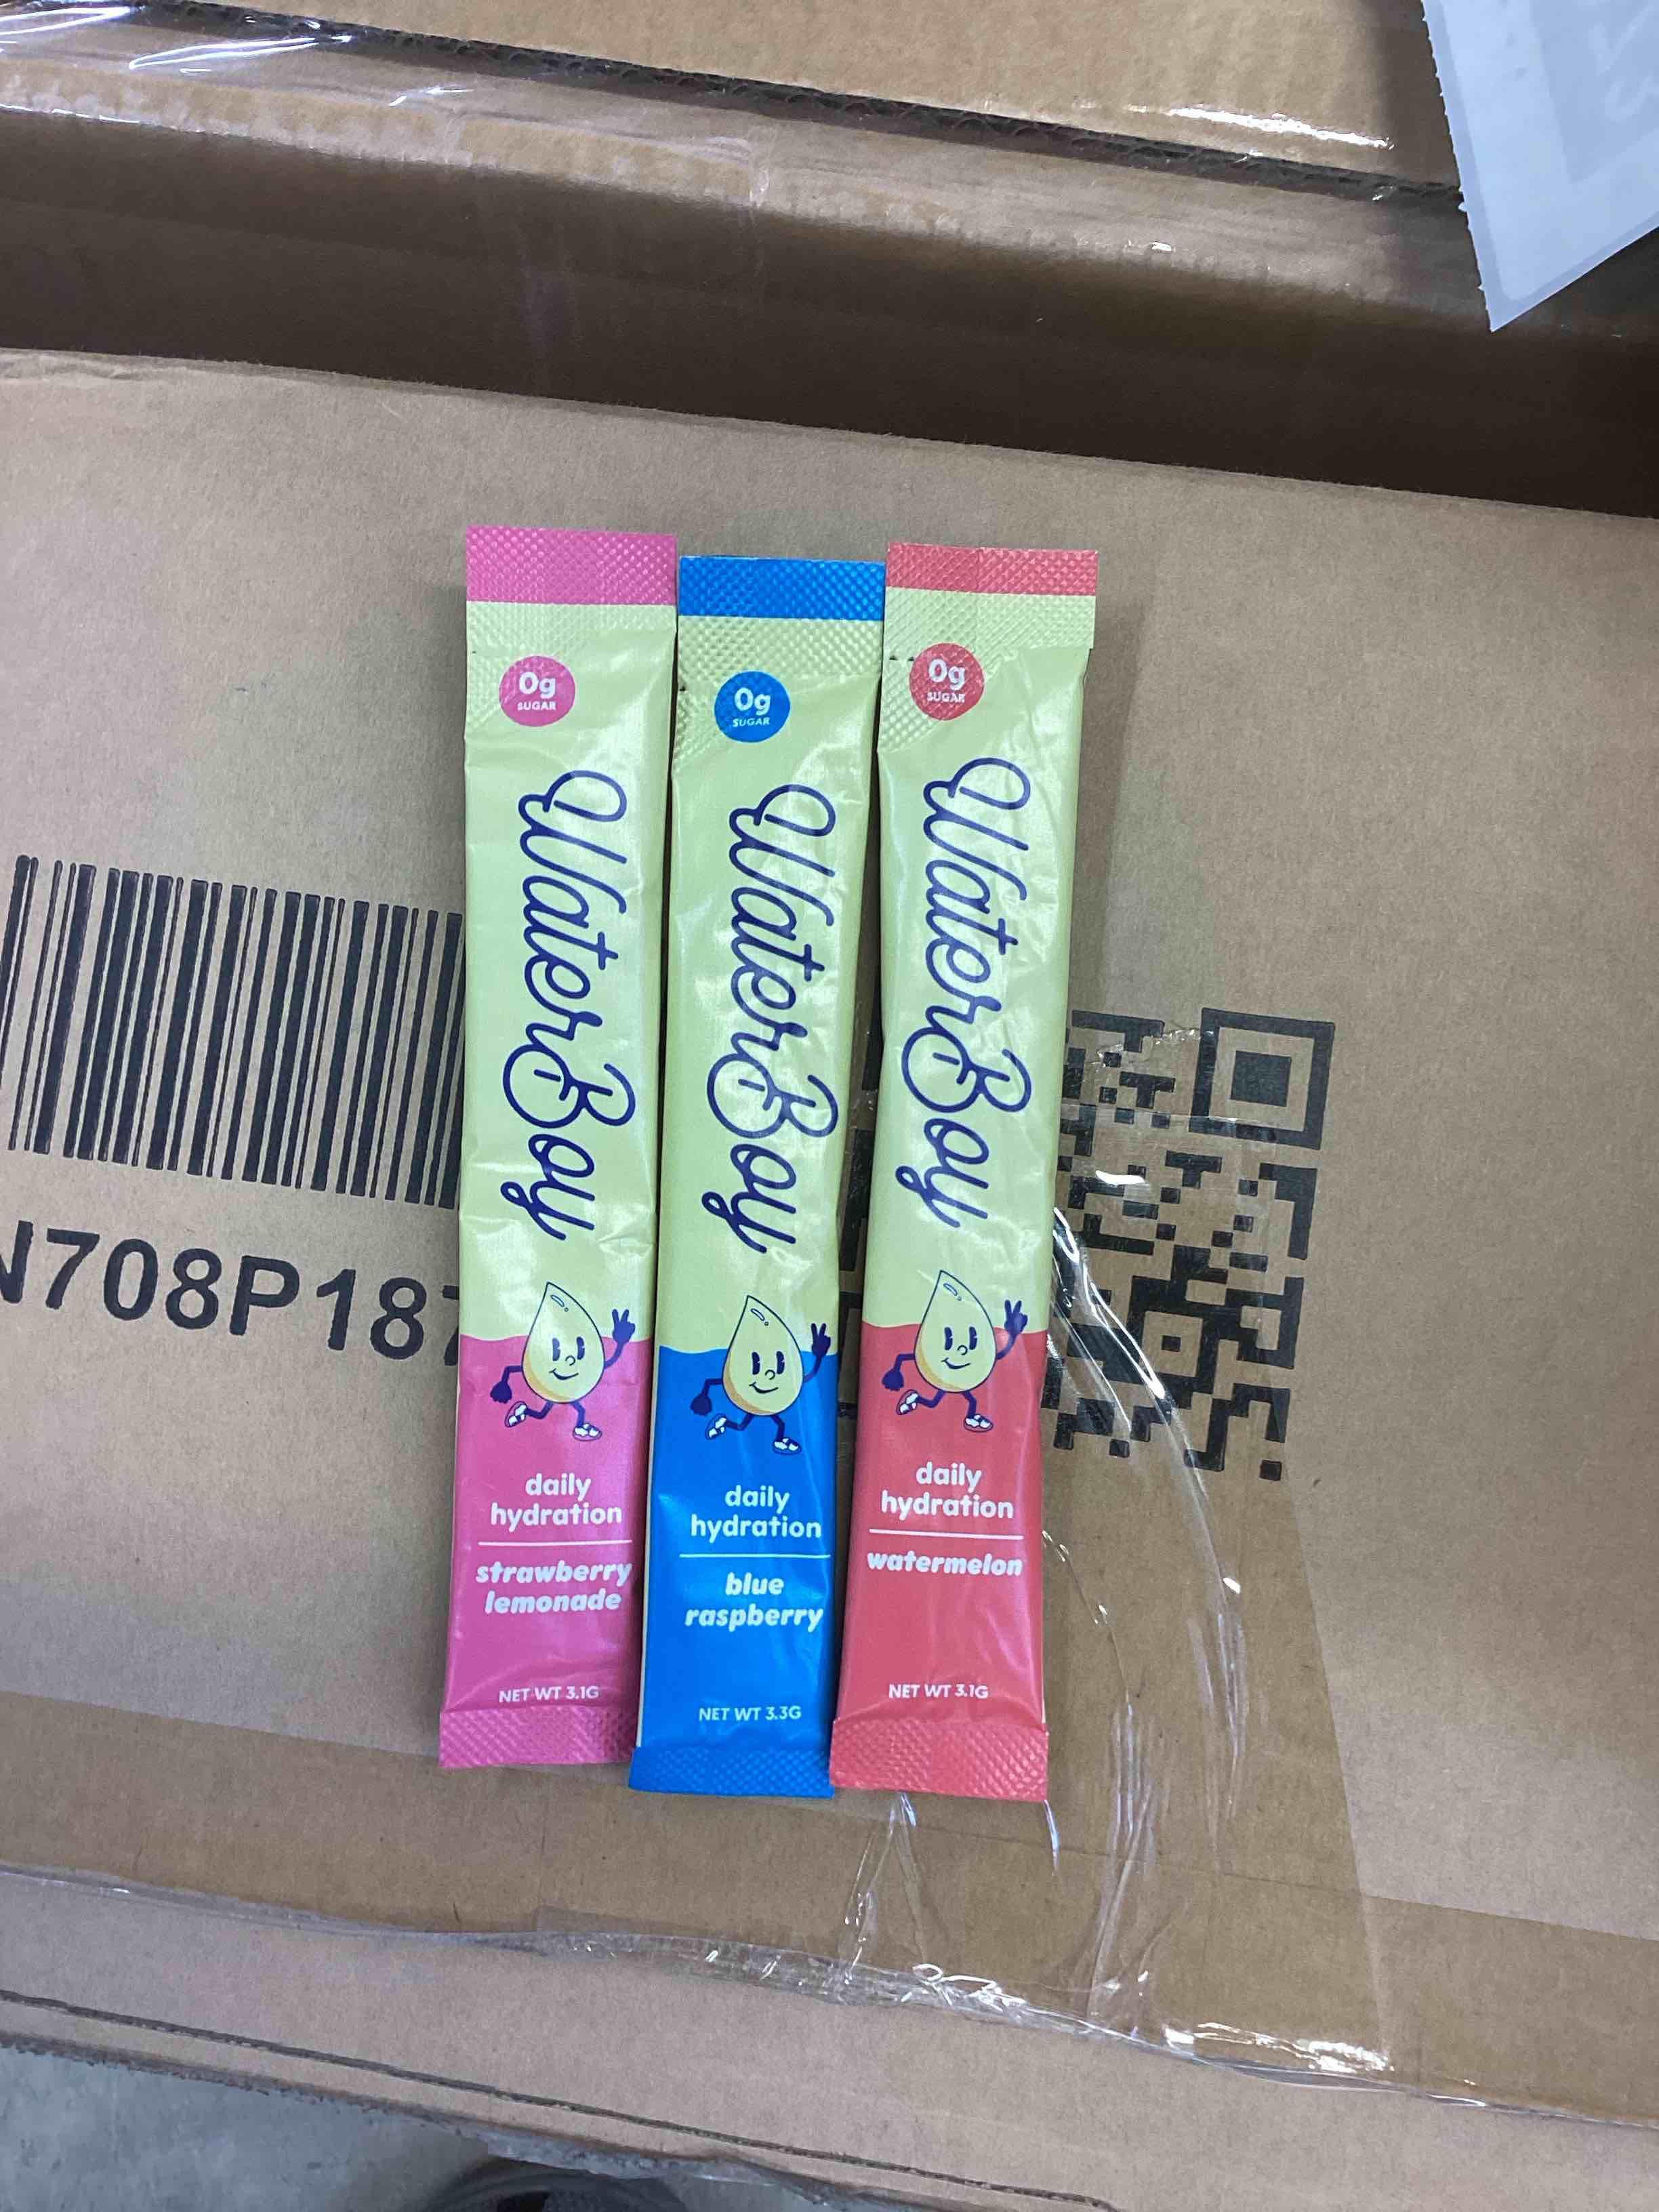 0g
SUGAR
WaterBoy
daily
hydration
strawberry
lemonade
NET WT 3.1G
0g
SUGAR
WaterBoy
daily
hydration
blue
raspberry
NET WT 3.3G
0g
SUGAR
WaterBoy
daily
hydration
watermelon
NET WT 3.1G
708P18